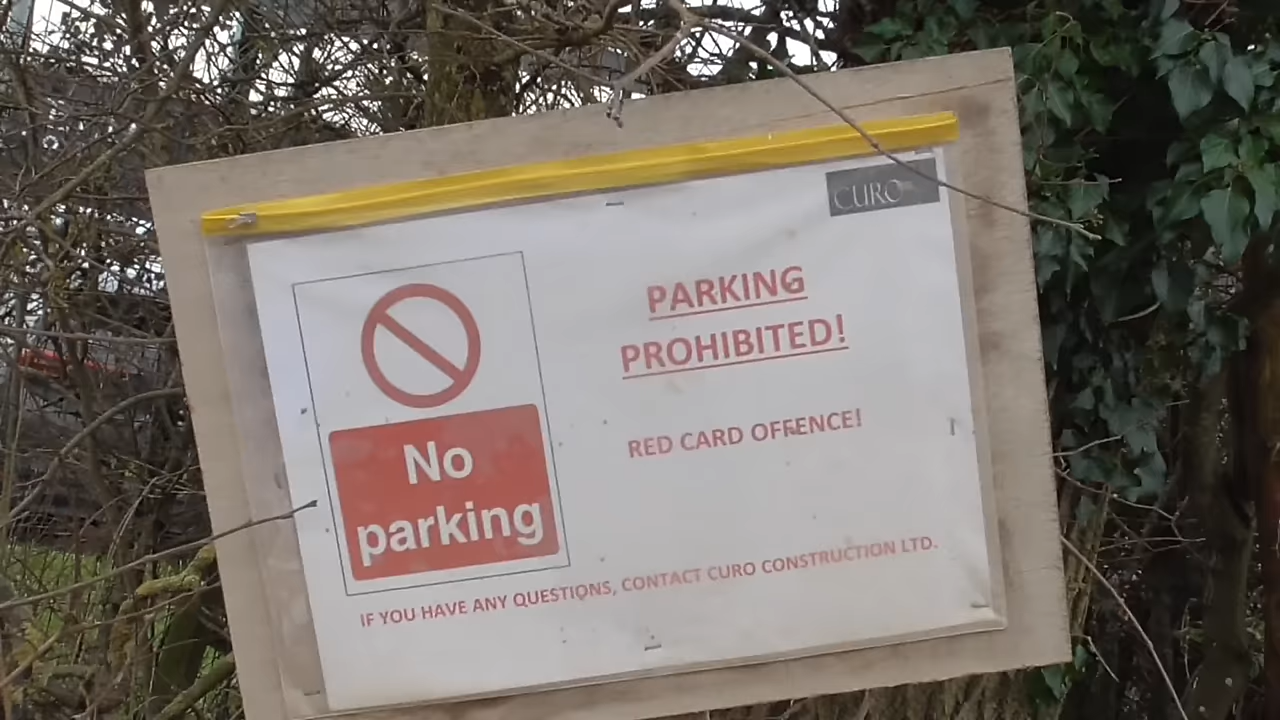 CURO
No
parking
PARKING
PROHIBITED!
RED CARD OFFENCE!
IF YOU HAVE ANY QUESTIONS, CONTACT CURO CONSTRUCTION LTD.